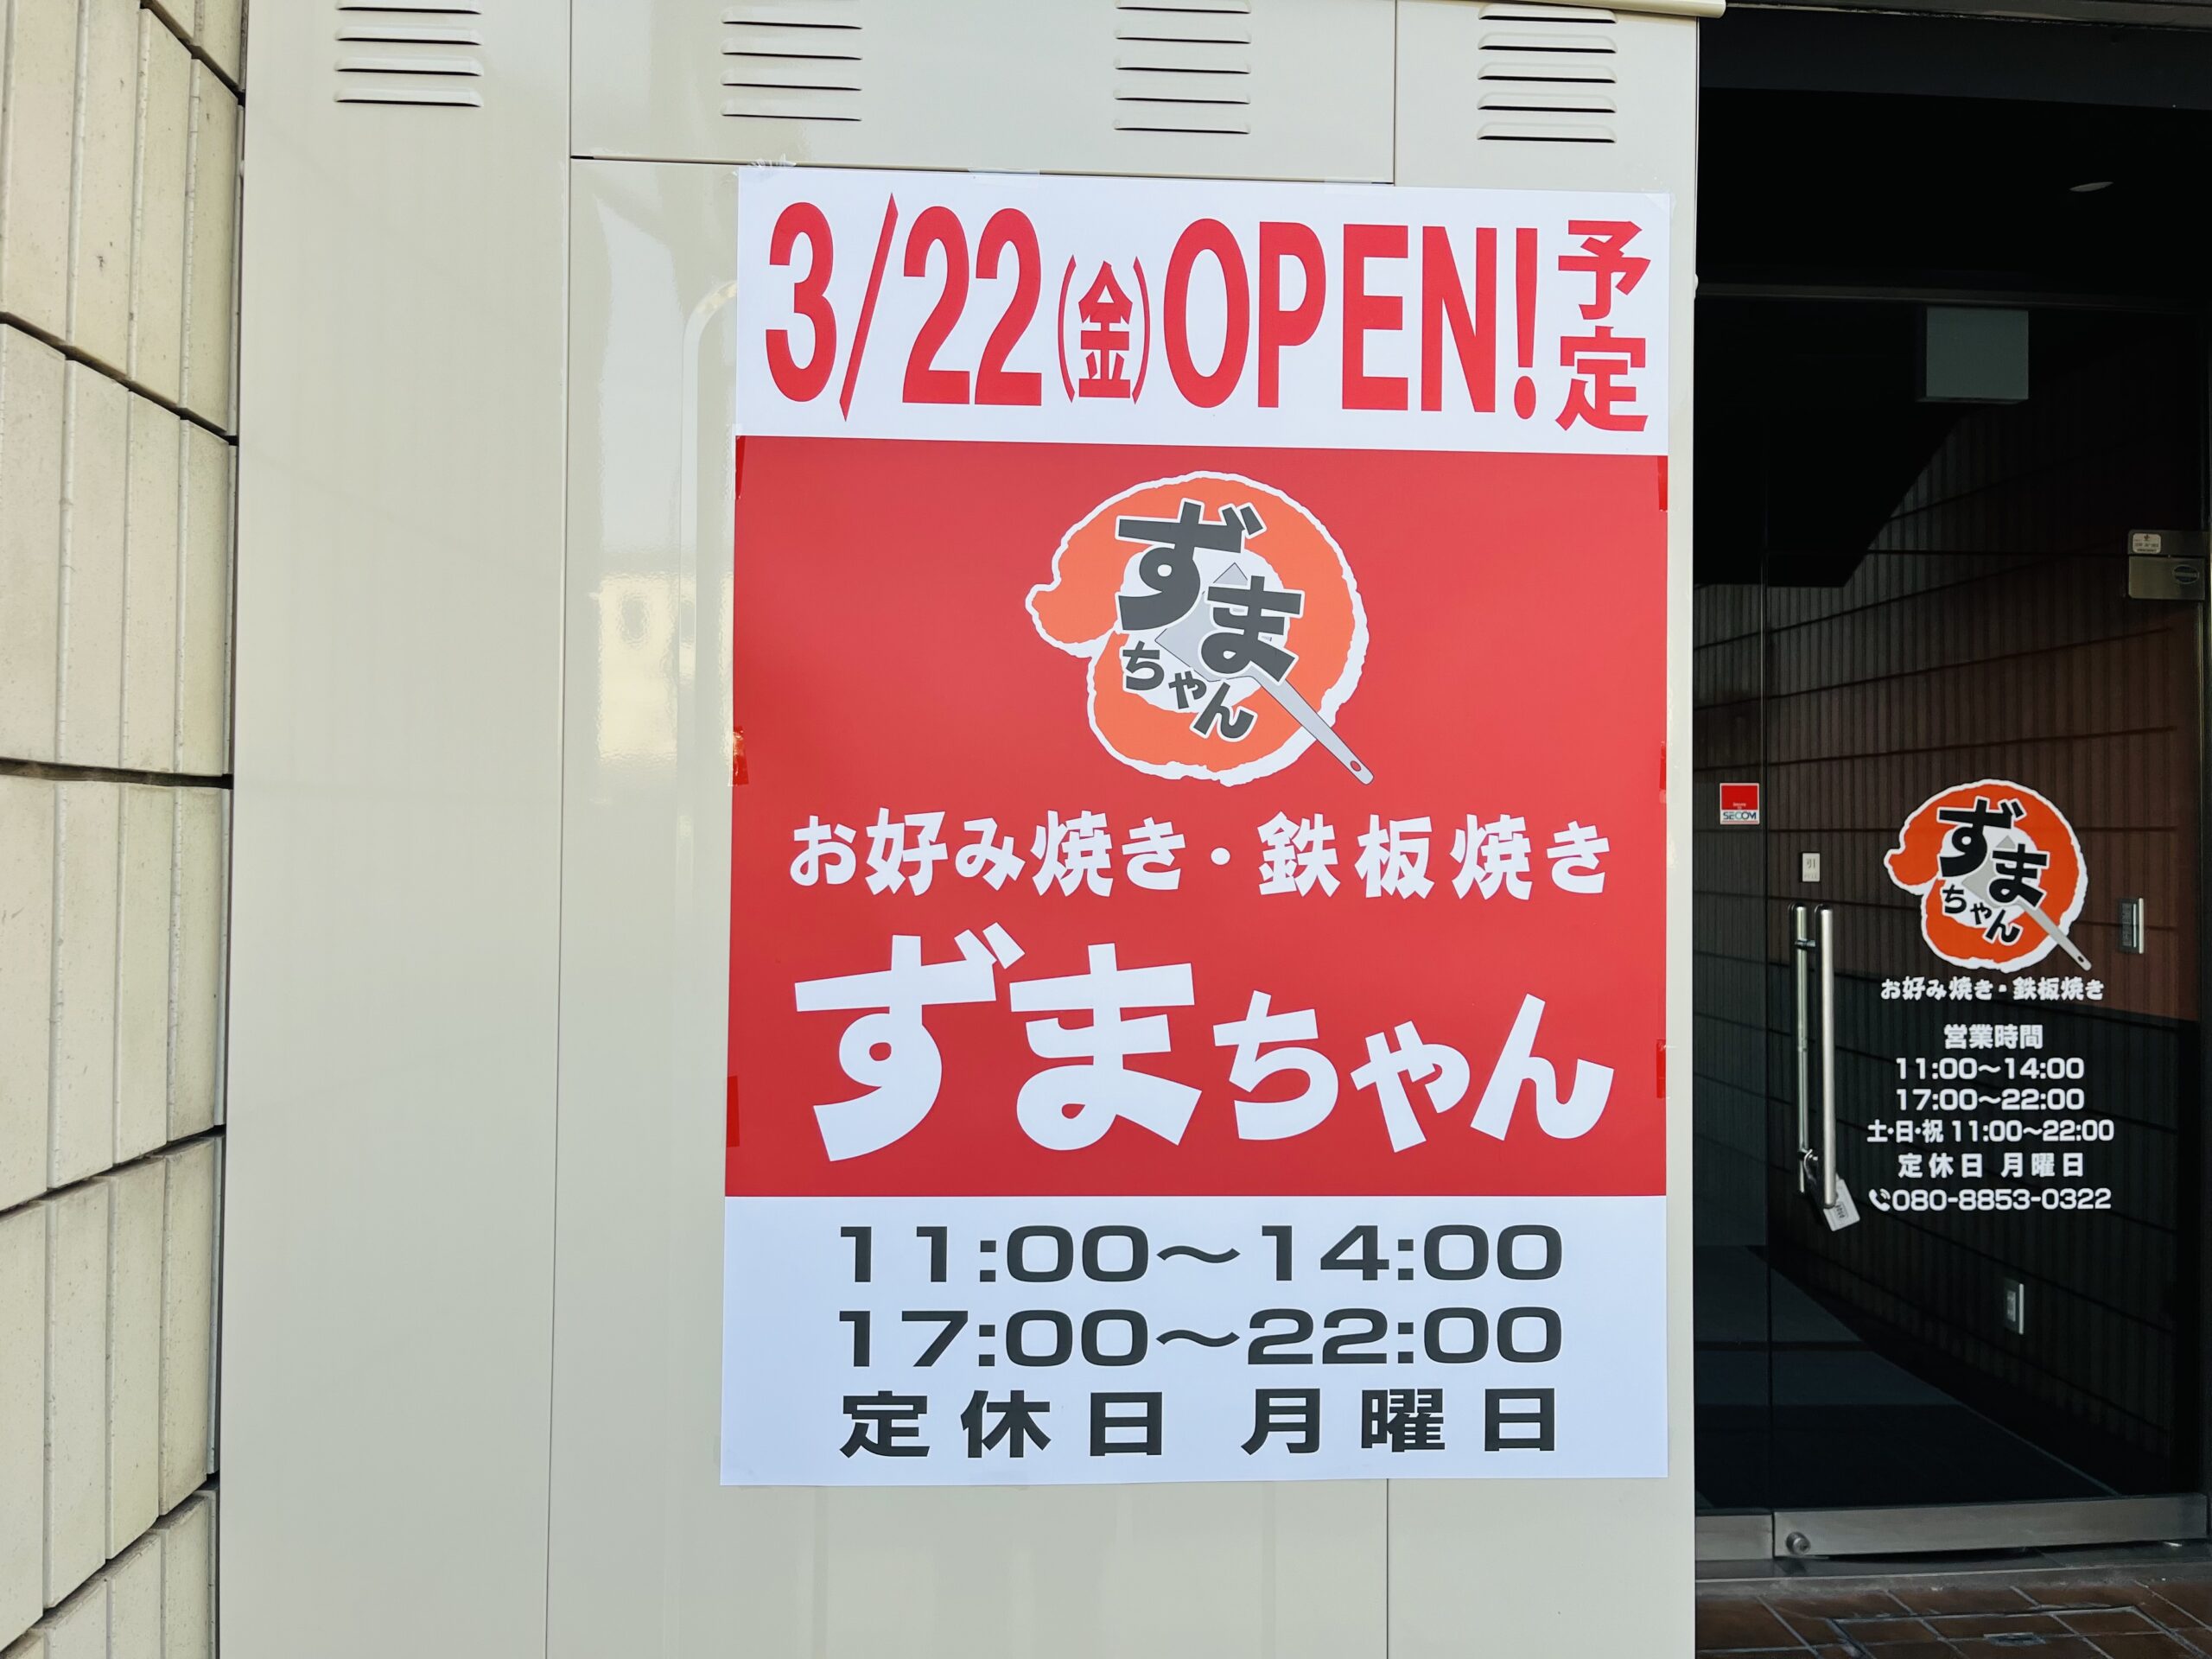 3/22(金)OPEN!予定
ずま
ちゃん
お好み焼き・鉄板焼き
ずまちゃん
11:00～14:00
17:00～22:00
定休日 月曜日
SECOM
引
ずま
ちゃん
お好み焼き・鉄板焼き
営業時間
11:00～14:00
17:00～22:00
土・日・祝 11:00～22:00
定休日 月曜日
080-8853-0322